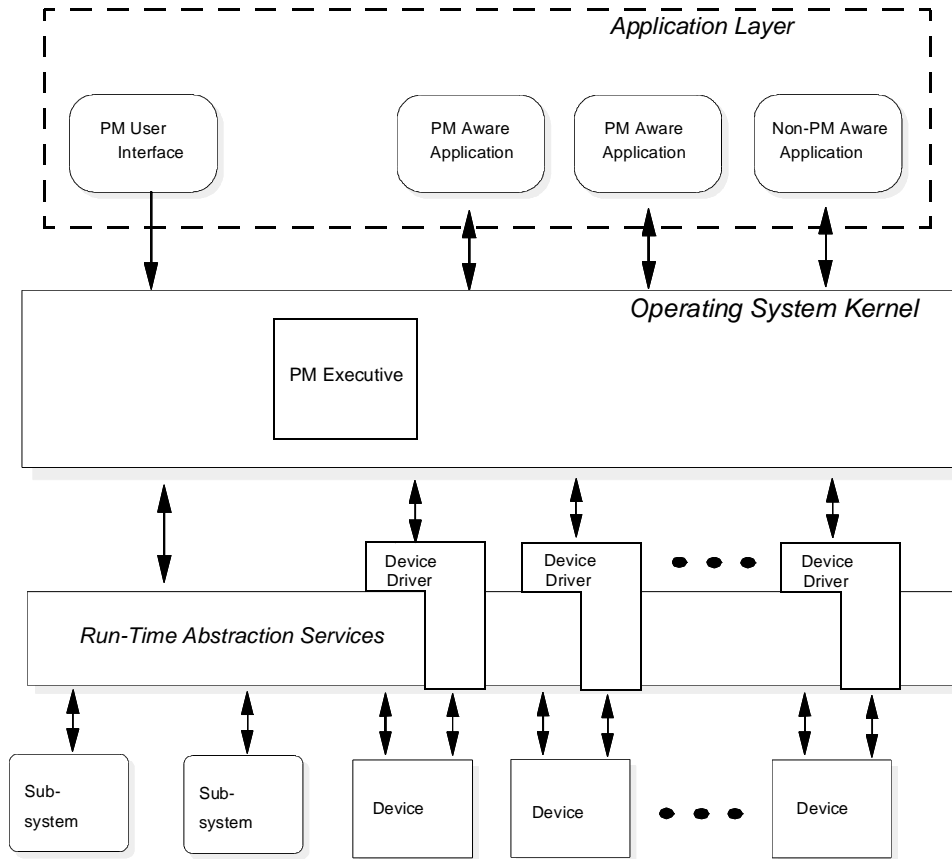 Application Layer
PM User
Interface
PM Aware
Application
PM Aware
Application
Non-PM Aware
Application
Operating System Kernel
PM Executive
Device
Driver
Device
Driver
Device
Driver
Run-Time Abstraction Services
Sub-
system
Sub-
system
Device
Device
Device